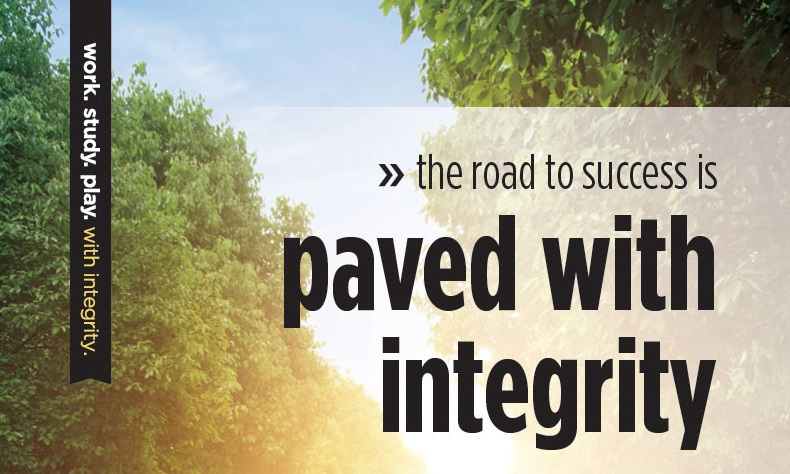 work. study. play. with integrity.
» the road to success is
paved with
integrity